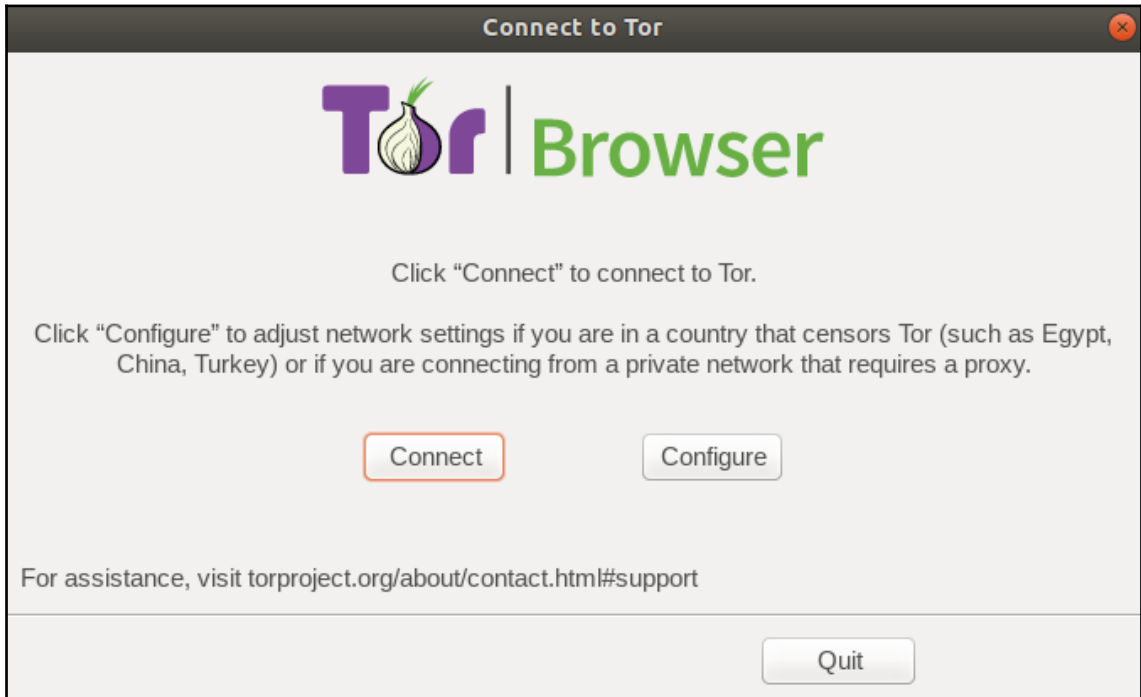 Connect to Tor
Tor Browser
Click “Connect” to connect to Tor.
Click “Configure” to adjust network settings if you are in a country that censors Tor (such as Egypt,
China, Turkey) or if you are connecting from a private network that requires a proxy.
Connect Configure
For assistance, visit torproject.org/about/contact.html#support
Quit